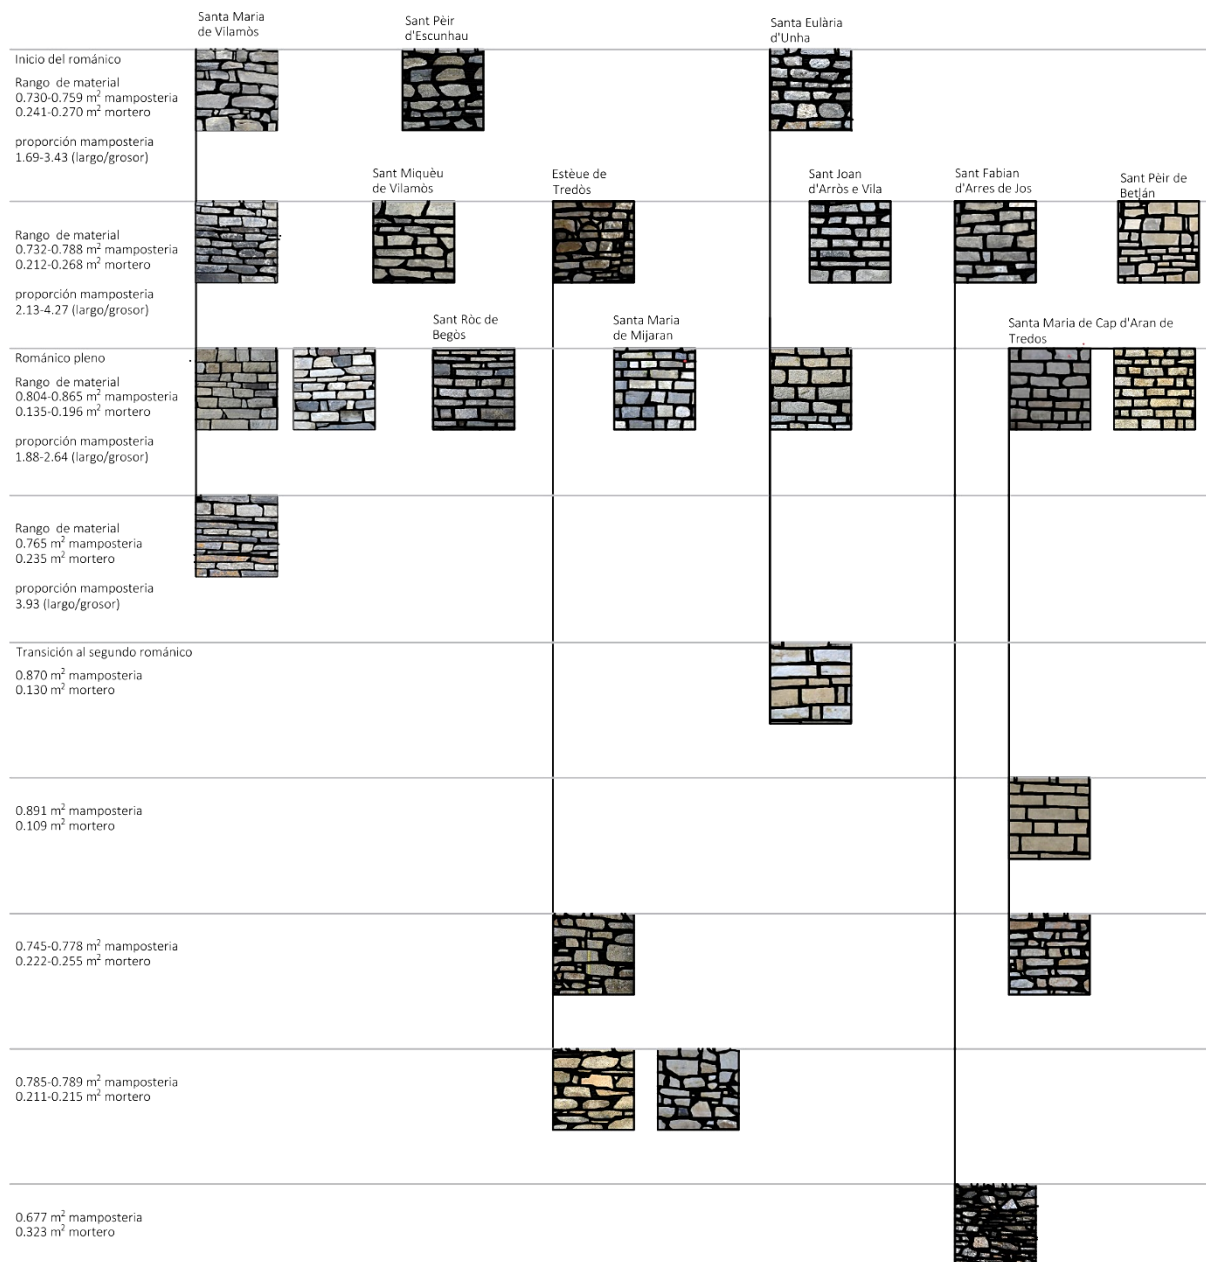 Santa Maria
de Vilamòs
Sant Pèir
d'Escunhau
Santa Eulària
d'Unha
Inicio del románico
Rango de material
0.730-0.759 m² mamposteria
0.241-0.270 m² mortero
proporción mamposteria
1.69-3.43 (largo/grosor)
Sant Miquèu
de Vilamòs
Estèue de
Tredòs
Sant Joan
d'Arròs e Vila
Sant Fabian
d'Arres de Jos
Sant Pèir de
Betlán
Rango de material
0.732-0.788 m² mamposteria
0.212-0.268 m² mortero
proporción mamposteria
2.13-4.27 (largo/grosor)
Sant Ròc de
Begòs
Santa Maria
de Mijaran
Santa Maria de Cap d'Aran de
Tredos
Románico pleno
Rango de material
0.804-0.865 m² mamposteria
0.135-0.196 m² mortero
proporción mamposteria
1.88-2.64 (largo/grosor)
Rango de material
0.765 m² mamposteria
0.235 m² mortero
proporción mamposteria
3.93 (largo/grosor)
Transición al segundo románico
0.870 m² mamposteria
0.130 m² mortero
0.891 m² mamposteria
0.109 m² mortero
0.745-0.778 m² mamposteria
0.222-0.255 m² mortero
0.785-0.789 m² mamposteria
0.211-0.215 m² mortero
0.677 m² mamposteria
0.323 m² mortero